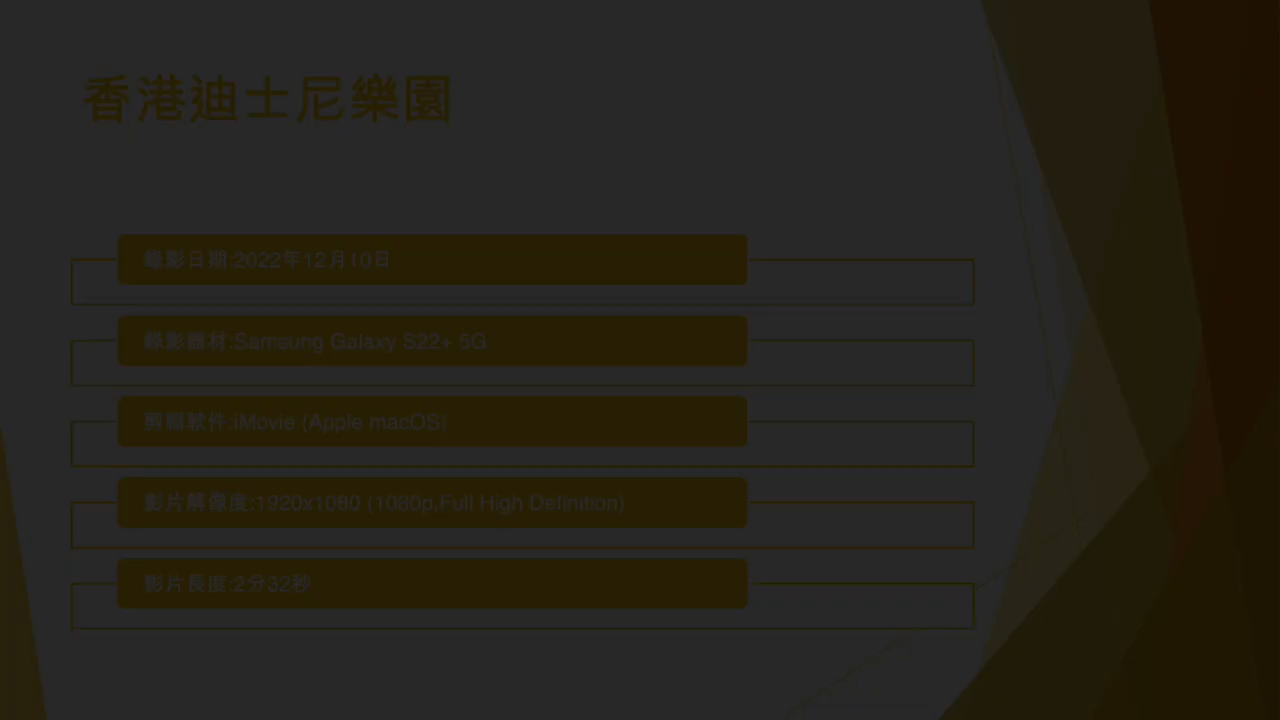 香港迪士尼樂園
錄影日期:2022年12月10日
錄影器材:Samsung Galaxy S22+ 5G
剪輯軟件:iMovie (Apple macOS)
影片解像度:1920x1080 (1080p,Full High Definition)
影片長度:2分32秒